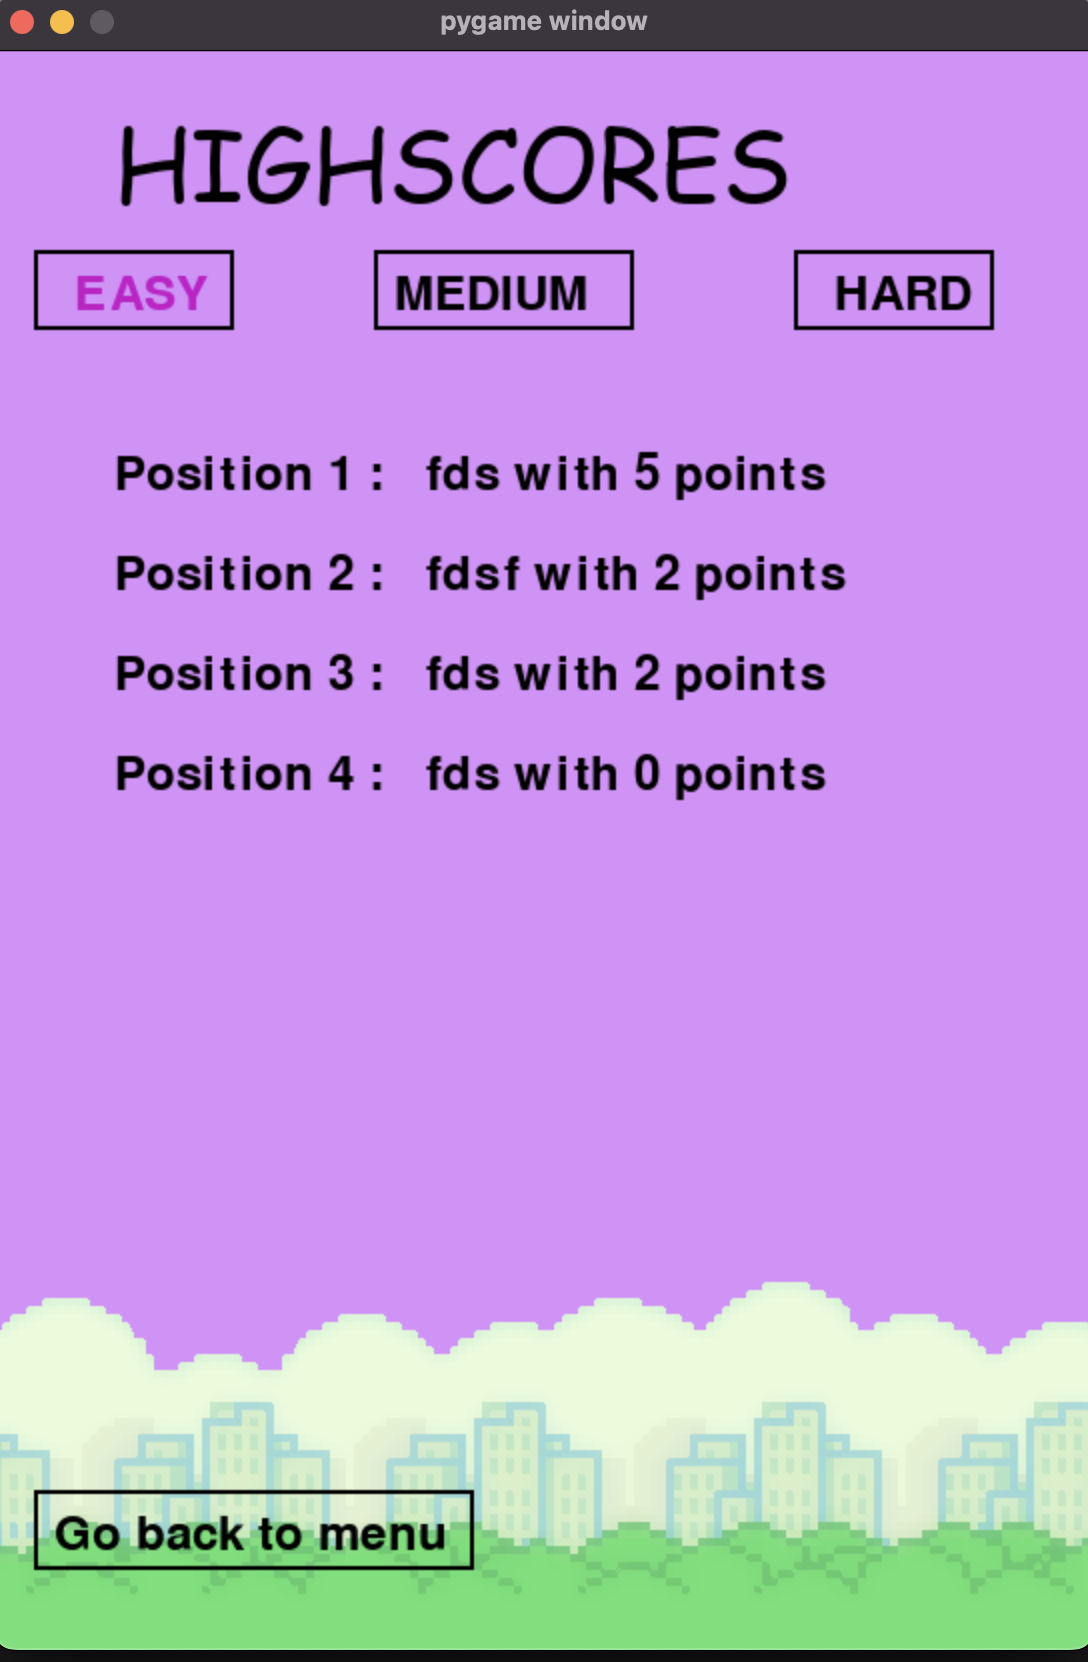 pygame window
HIGHSCORES
EASY MEDIUM HARD
Position 1 : fds with 5 points
Position 2 : fdsf with 2 points
Position 3 : fds with 2 points
Position 4 : fds with 0 points
Go back to menu